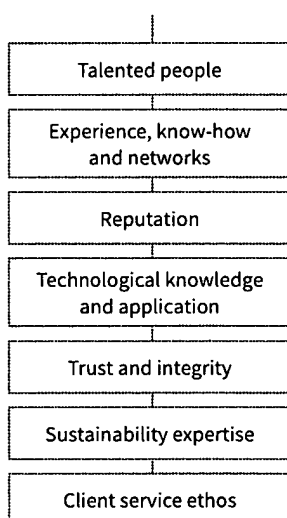 Talented people
Experience, know-how
and networks
Reputation
Technological knowledge
and application
Trust and integrity
Sustainability expertise
Client service ethos